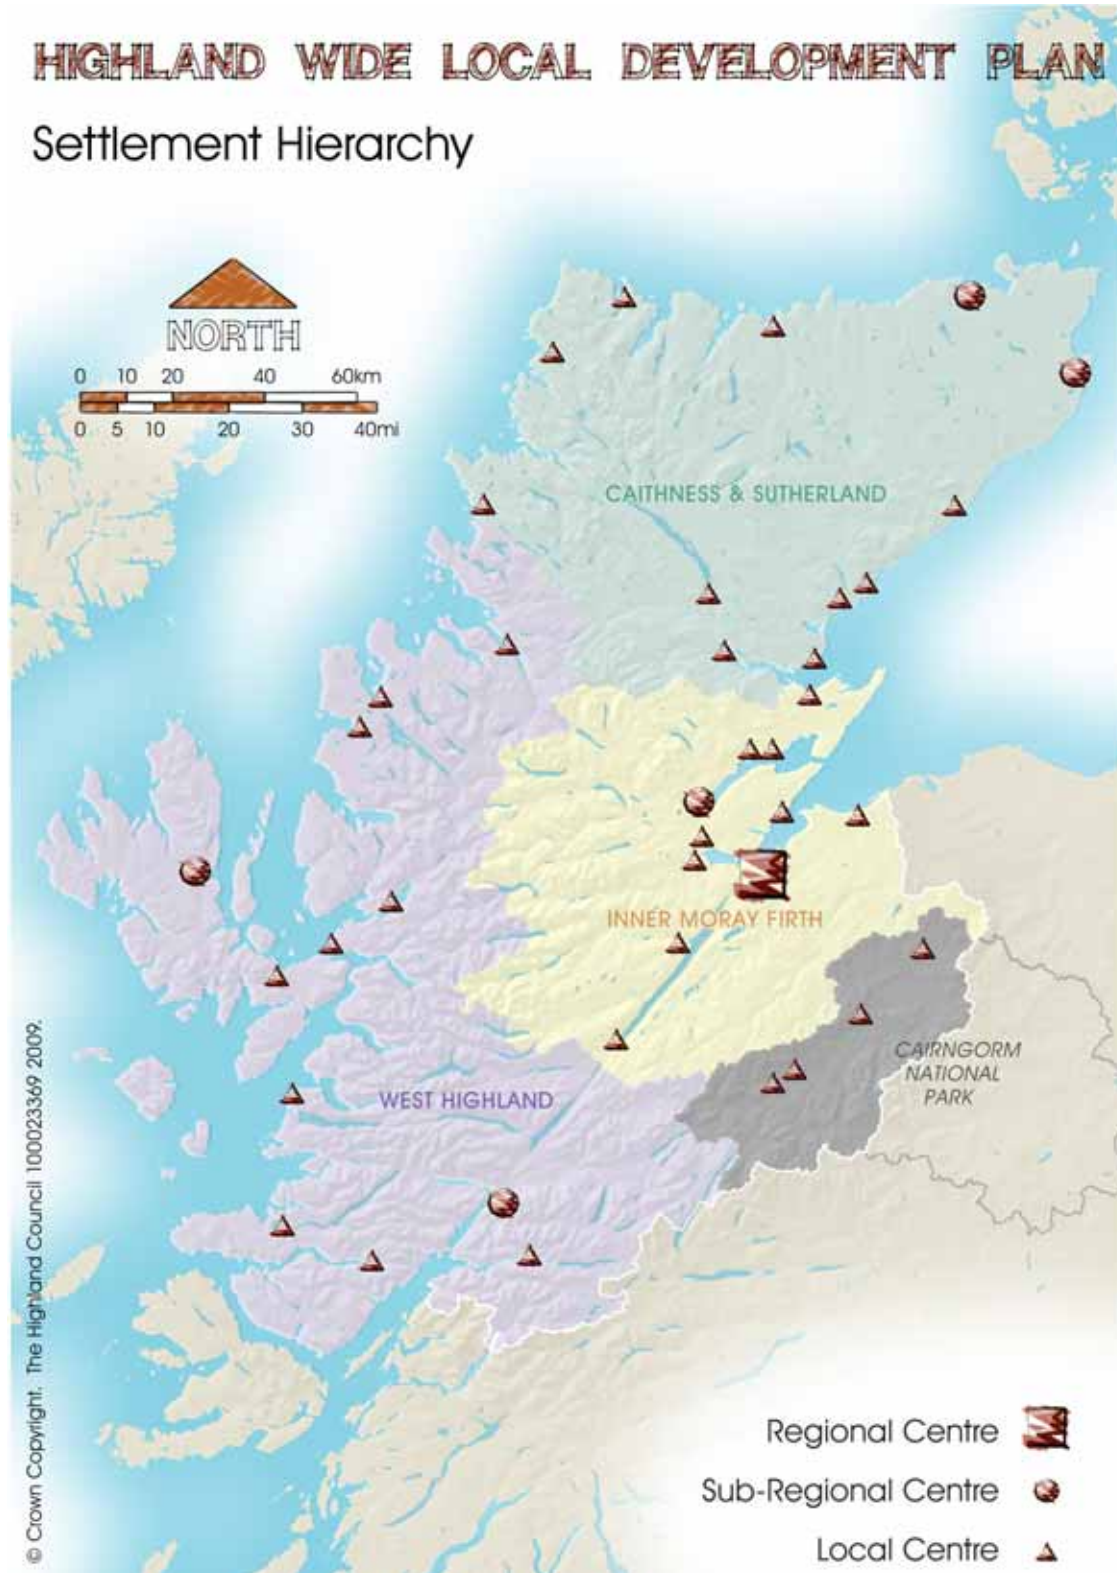 HIGHLAND WIDE LOCAL DEVELOPMENT PLAN
Settlement Hierarchy
NORTH
0 10 20 40 60km
0 5 10 20 30 40mi
CAITHNESS & SUTHERLAND
INNER MORAY FIRTH
CAIRNGORM
NATIONAL
PARK
WEST HIGHLAND
© Crown Copyright. The Highland Council 100023369 2009.
Regional Centre
Sub-Regional Centre
Local Centre